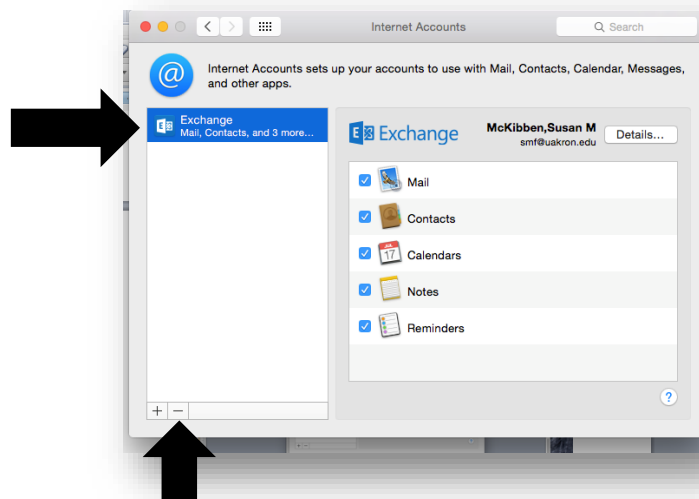 Internet Accounts
Search
Internet Accounts sets up your accounts to use with Mail, Contacts, Calendar, Messages,
and other apps.
Exchange
Mail, Contacts, and 3 more...
E Exchange
McKibben,Susan M
smf@uakron.edu
Details...
Mail
Contacts
JUL
17
Calendars
Notes
Reminders
+ −
?